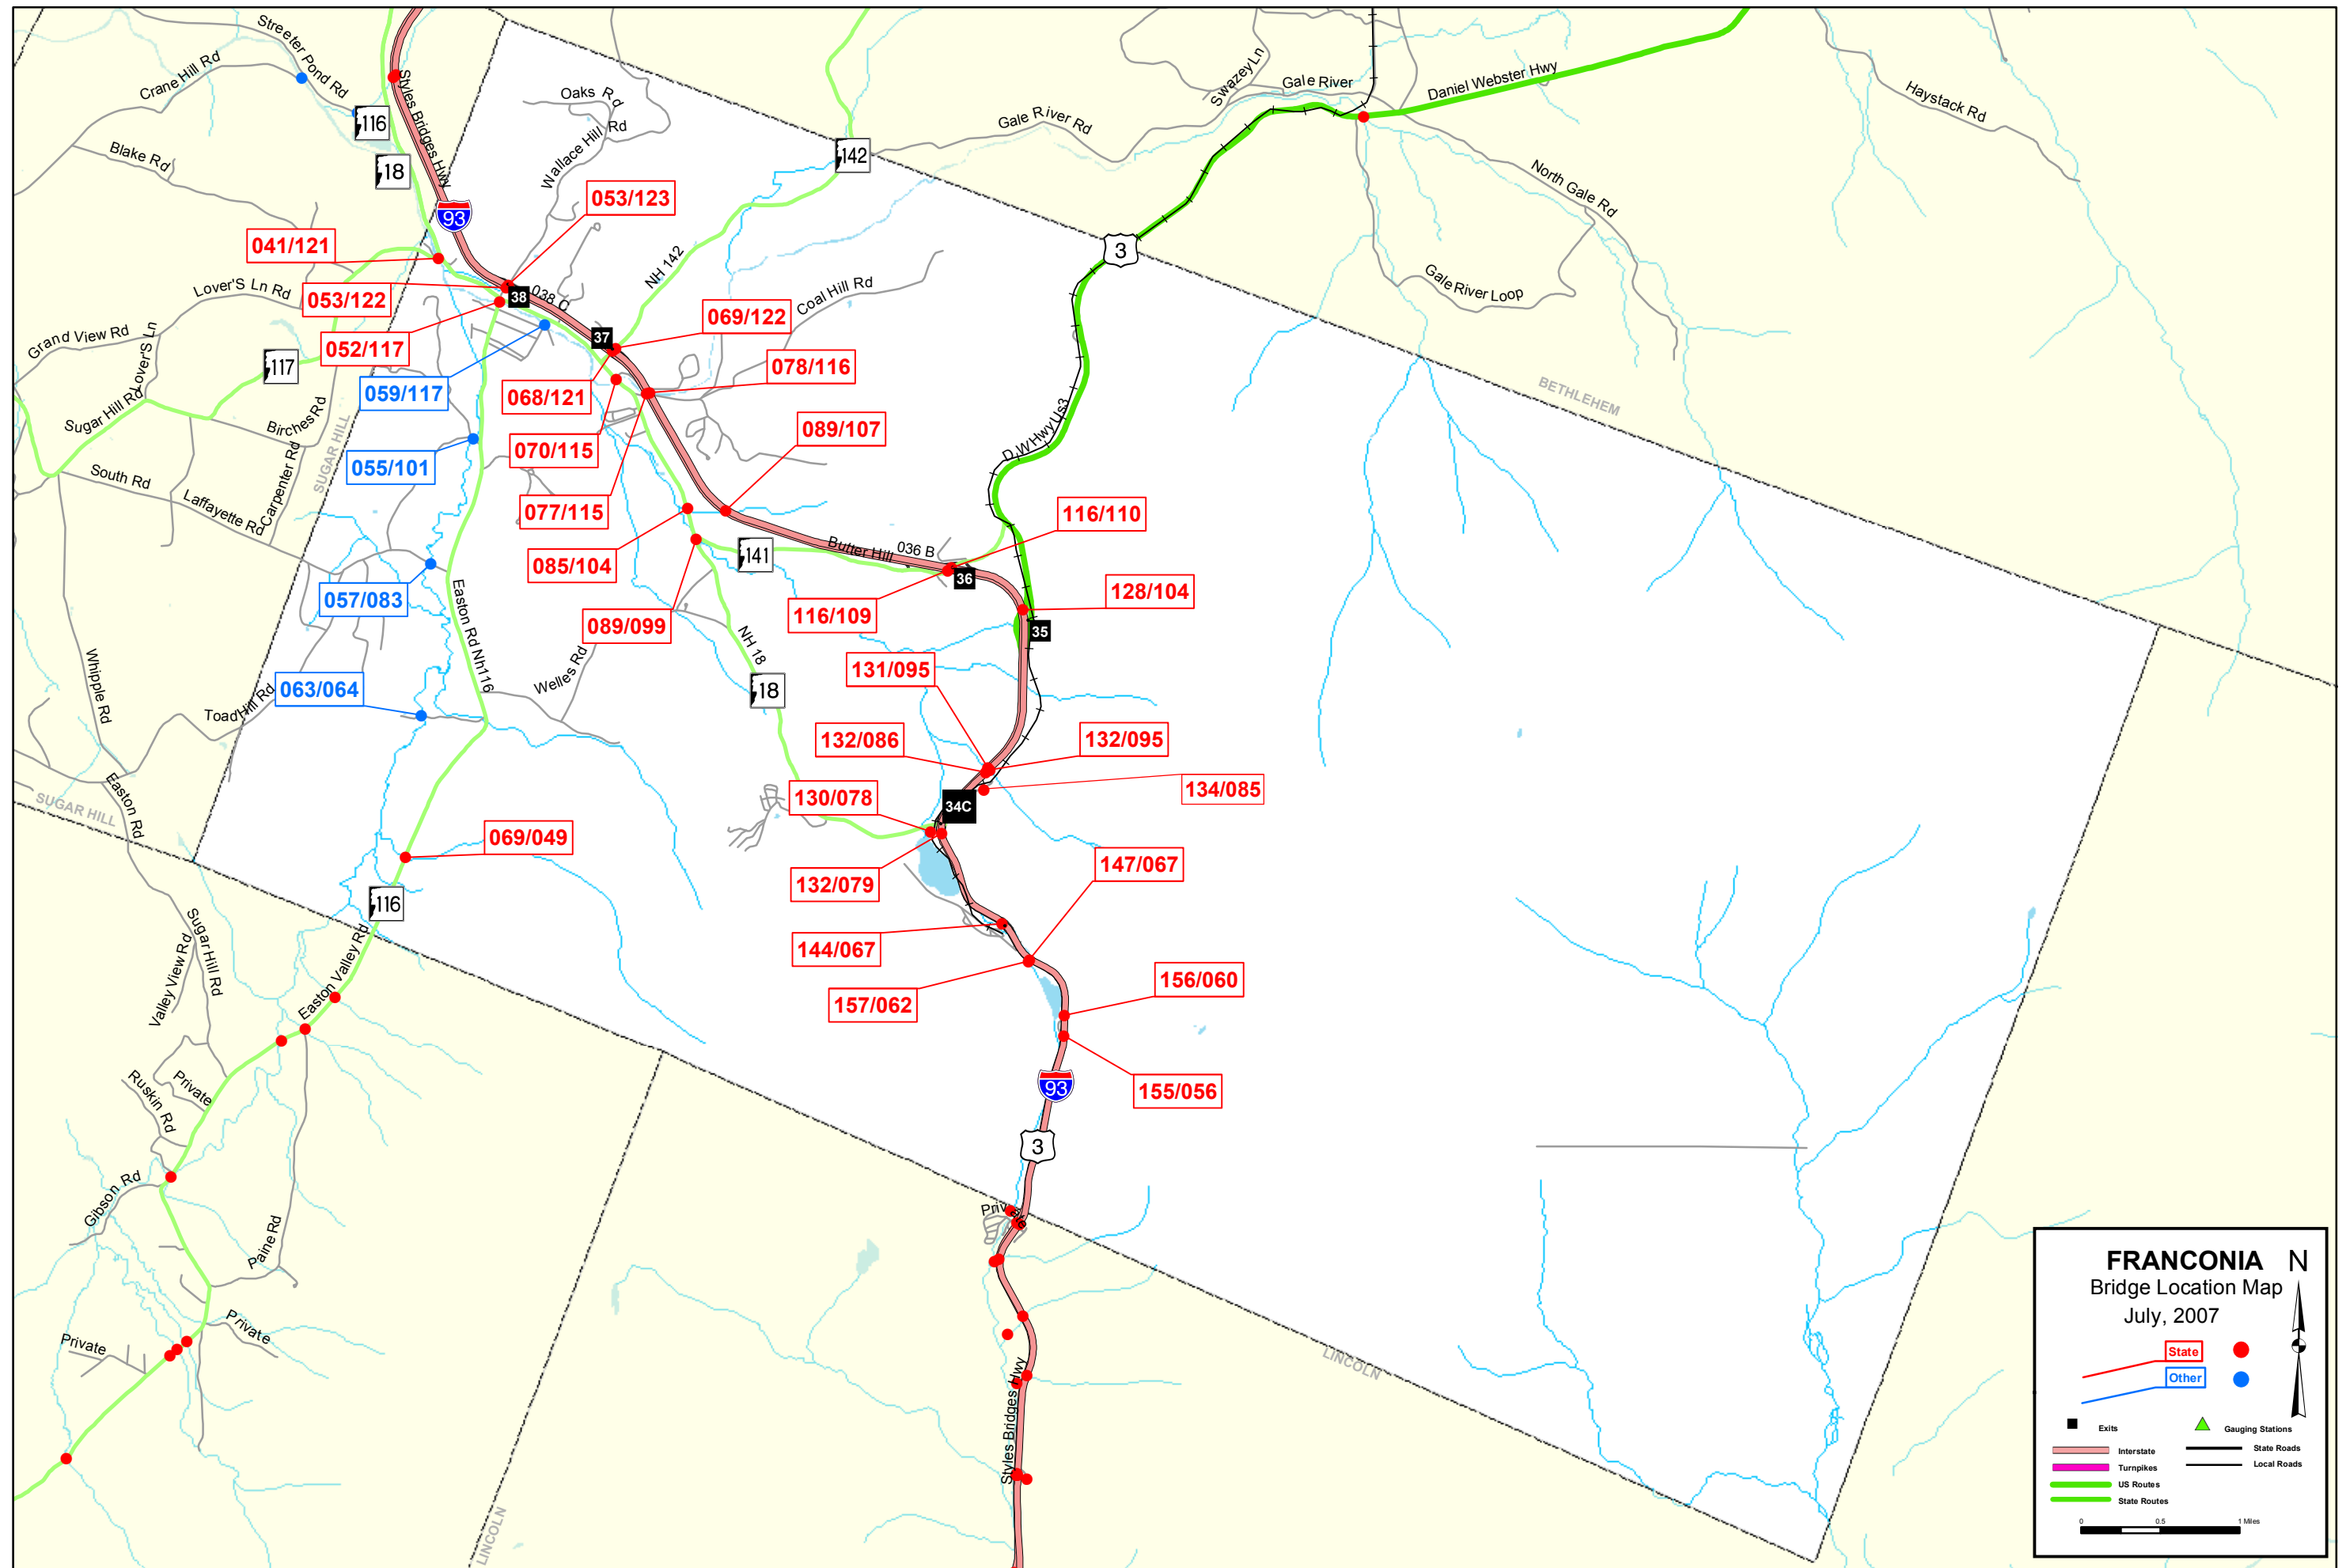 Streeter Pond Rd
Crane Hill Rd
116
Blake Rd
18
Styles Bridges Hwy
93
Oaks Rd
Wallace Hill Rd
142
Gale River Rd
Swazey Ln
Gale River
Daniel Webster Hwy
Haystack Rd
North Gale Rd
Gale River Loop
3
053/123
041/121
053/122
38
038 C
NH 142
Coal Hill Rd
Lover'S Ln Rd
Grand View Rd
Lover'S Ln
052/117
37
069/122
117
059/117
068/121
078/116
Sugar Hill Rd
Birches Rd
SUGAR HILL
BETHLEHEM
D W Hwy Us3
055/101
070/115
089/107
South Rd
Laffayette Rd
Carpenter Rd
077/115
116/110
085/104
141
Butter Hill
036 B
36
057/083
Easton Rd Nh116
089/099
116/109
128/104
35
Whipple Rd
NH 18
131/095
063/064
Toad Hill Rd
Welles Rd
18
132/086
132/095
134/085
Easton Rd
SUGAR HILL
130/078
34C
069/049
132/079
147/067
116
144/067
Sugar Hill Rd
Valley View Rd
Easton Valley Rd
157/062
156/060
93
155/056
Private
Ruskin Rd
3
Gibson Rd
Private
Paine Rd
Private
Private
LINCOLN
Styles Bridges Hwy
LINCOLN
FRANCONIA
N
Bridge Location Map
July, 2007
State
Other
Exits
Gauging Stations
Interstate
State Roads
Turnpikes
Local Roads
US Routes
State Routes
0 0.5 1 Miles